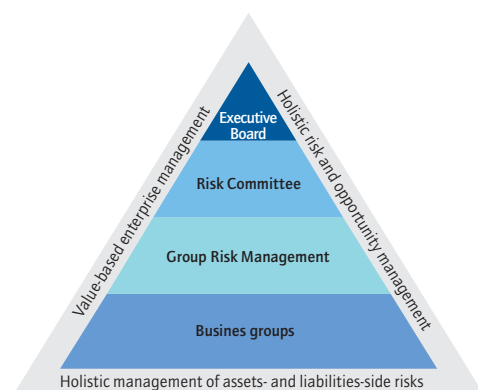 Executive
Board
Value-based enterprise management
Holistic risk and opportunity management
Risk Committee
Group Risk Management
Busines groups
Holistic management of assets- and liabilities-side risks